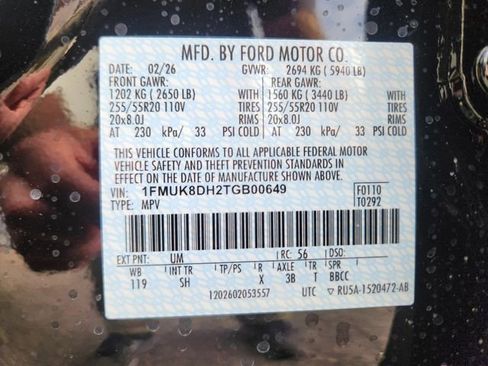 MFD. BY FORD MOTOR CO.
DATE: 02/26 GVWR: 2694 KG ( 5940 LB)
FRONT GAWR: REAR GAWR:
1202 KG ( 2650 LB) WITH 1560 KG ( 3440 LB) WITH
255/55R20 110V TIRES 255/55R20 110V TIRES
20x8.0J RIMS 20x8.0J RIMS
AT 230 kPa/ 33 PSI COLD AT 230 kPa/ 33 PSI COLD
THIS VEHICLE CONFORMS TO ALL APPLICABLE FEDERAL MOTOR
VEHICLE SAFETY AND THEFT PREVENTION STANDARDS IN
EFFECT ON THE DATE OF MANUFACTURE SHOWN ABOVE.
VIN: 1FMUK8DH2TGB00649 F0110
TYPE: MPV T0292
EXT PNT: UM RC: 56 DSO:
WB INT TR TP/PS R AXLE TR SPR
119 SH X 3B T BBCC
1202602053557 UTC ▽ RU5A-1520472-AB